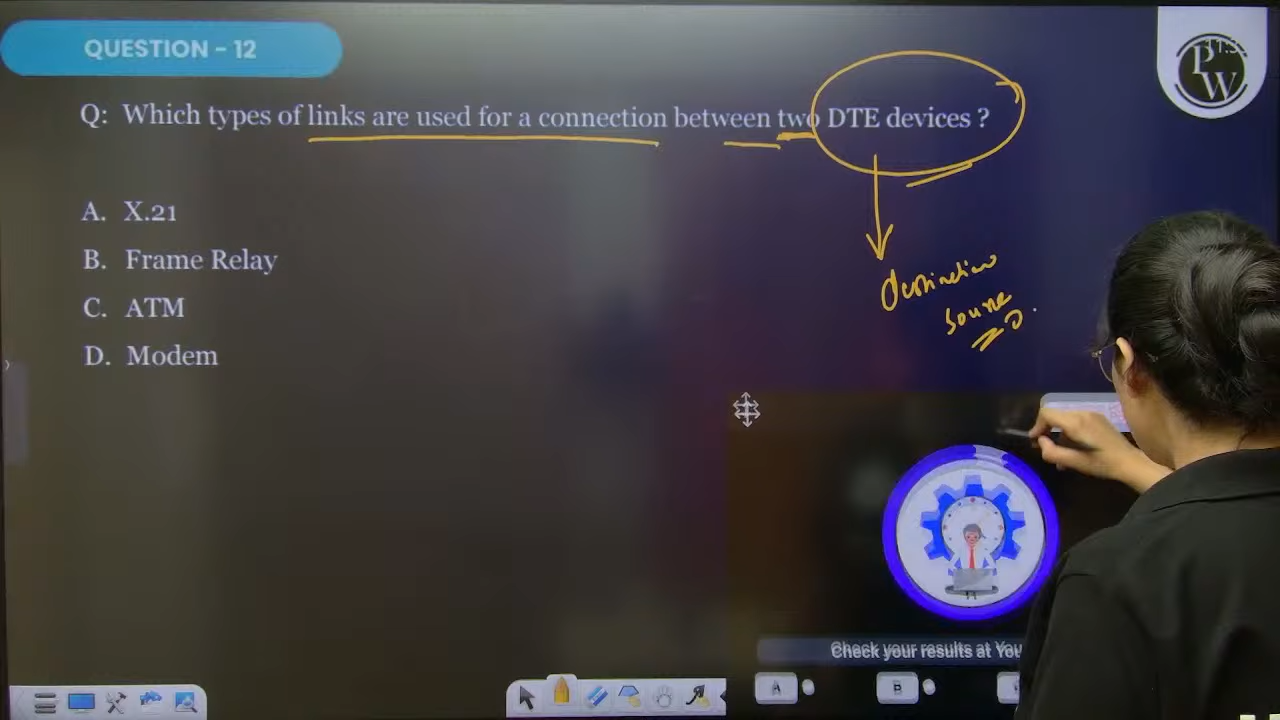 QUESTION - 12
PW
Q: Which types of links are used for a connection between two DTE devices ?
A. X.21
B. Frame Relay
C. ATM
D. Modem
destination
source
Check your results at You
A
B